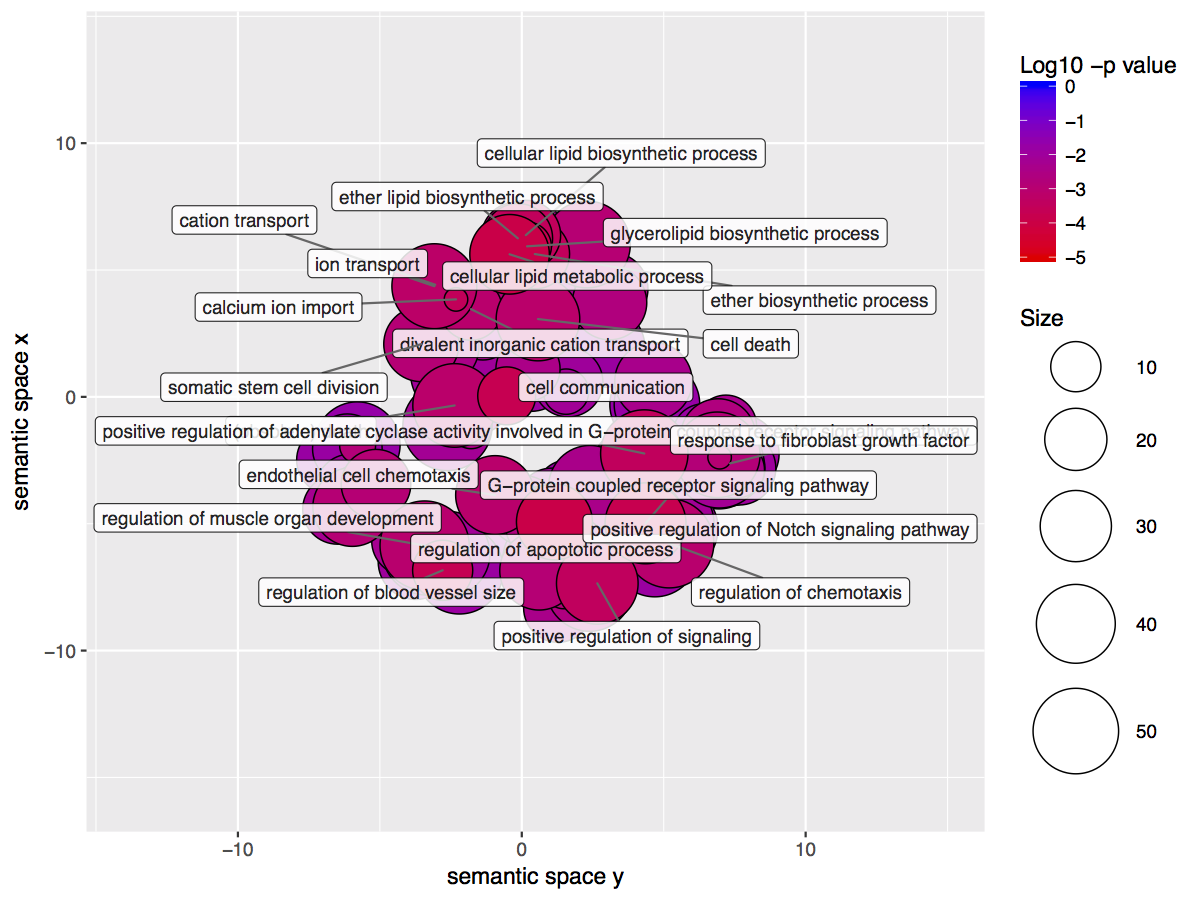 Log10 −p value
0
−1
−2
−3
−4
−5
Size
10
20
30
40
50
10
0
−10
semantic space x
cellular lipid biosynthetic process
ether lipid biosynthetic process
cation transport
glycerolipid biosynthetic process
ion transport
cellular lipid metabolic process
calcium ion import
ether biosynthetic process
divalent inorganic cation transport
cell death
somatic stem cell division
cell communication
positive regulation of adenylate cyclase activity involved in G−protein coupled receptor signaling pathway
response to fibroblast growth factor
endothelial cell chemotaxis
G−protein coupled receptor signaling pathway
regulation of muscle organ development
positive regulation of Notch signaling pathway
regulation of apoptotic process
regulation of blood vessel size
regulation of chemotaxis
positive regulation of signaling
−10
0
10
semantic space y